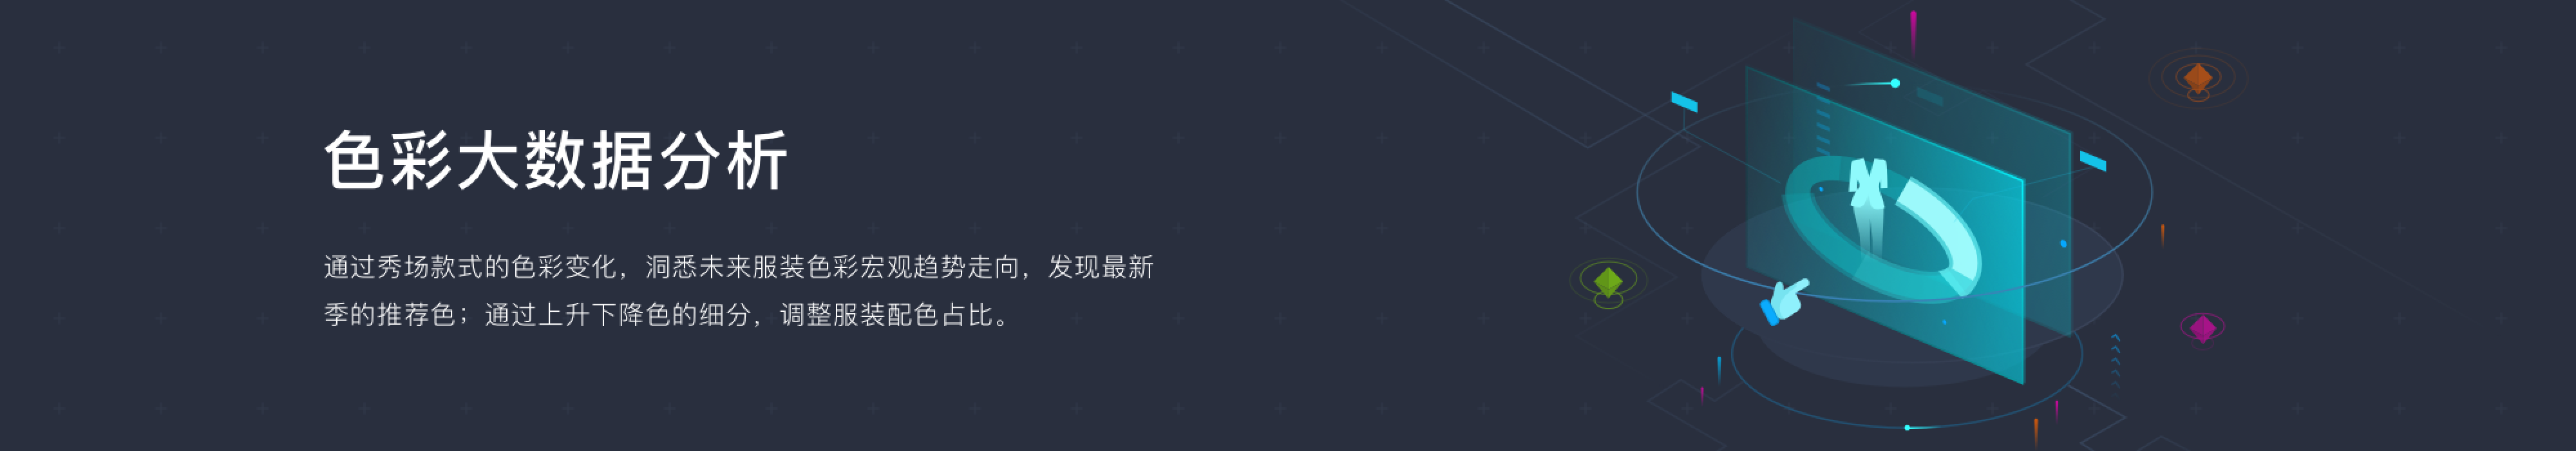 色彩大数据分析
通过秀场款式的色彩变化，洞悉未来服装色彩宏观趋势走向，发现最新
季的推荐色；通过上升下降色的细分，调整服装配色占比。